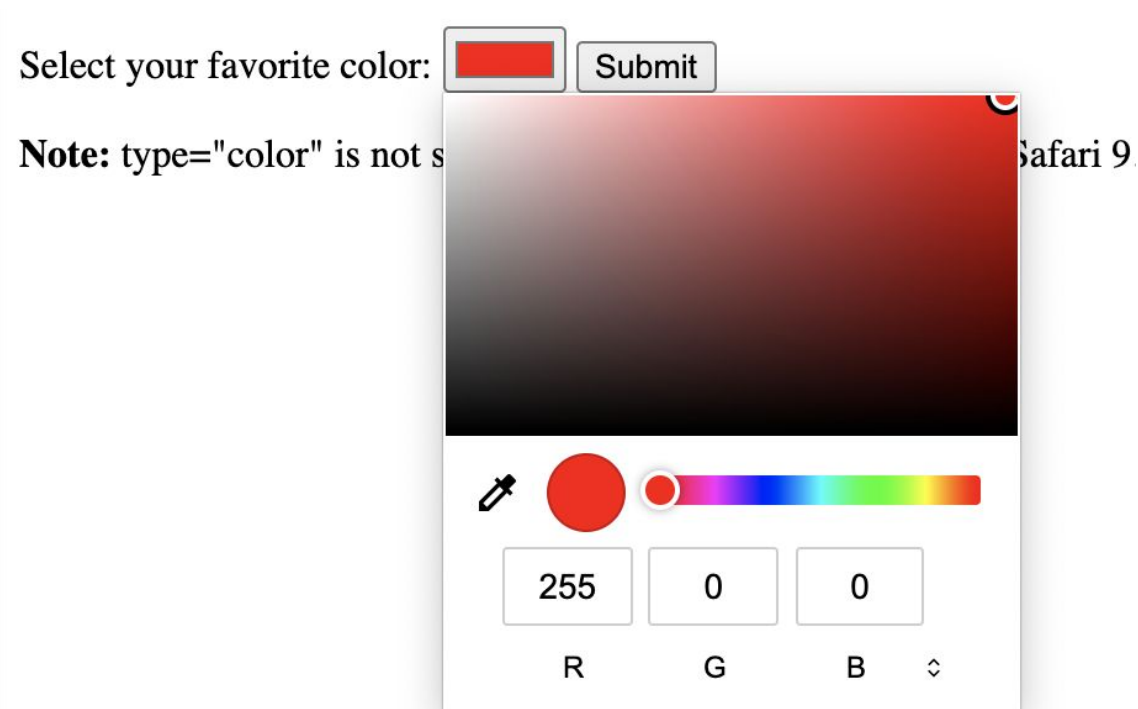 Select your favorite color: Submit
Note: type="color" is not s Safari 9.
255 0 0
R G B